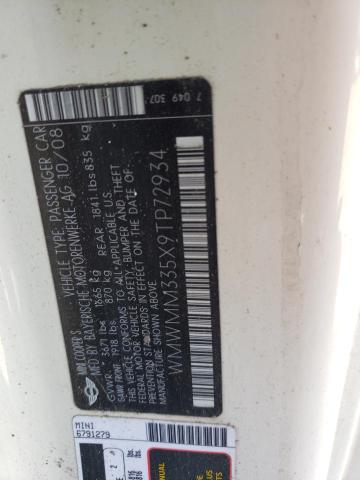 MINI COOPER S
VEHICLE TYPE: PASSENGER CAR
MFD BY BAYERISCHE MOTORENWERKE-AG 10/08
GVWR 3671 lbs 1665 kg
GAWR FRONT 1918 lbs 870 kg REAR 1841 lbs 835 kg
THIS VEHICLE CONFORMS TO ALL APPLICABLE U.S.
FEDERAL MOTOR VEHICLE SAFETY, BUMPER AND THEFT
PREVENTION STANDARDS IN EFFECT ON THE DATE OF
MANUFACTURE SHOWN ABOVE.
WMWMM335X9TP72934
7 049 307
MINI
6791279
MANUAL